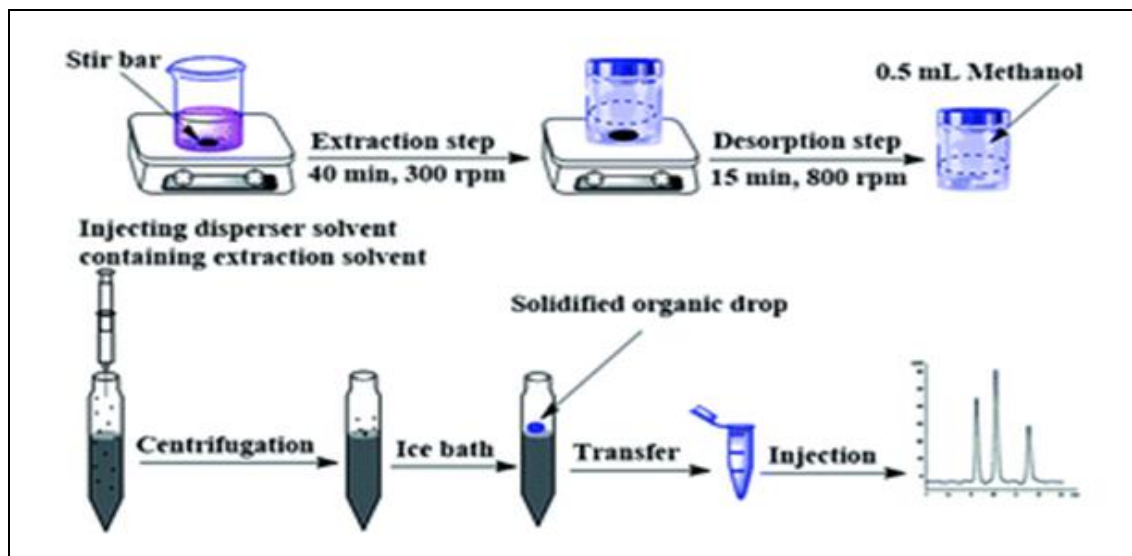 Stir bar
0.5 mL Methanol
Extraction step
40 min, 300 rpm
Desorption step
15 min, 800 rpm
Injecting disperser solvent
containing extraction solvent
Solidified organic drop
Centrifugation
Ice bath
Transfer
Injection